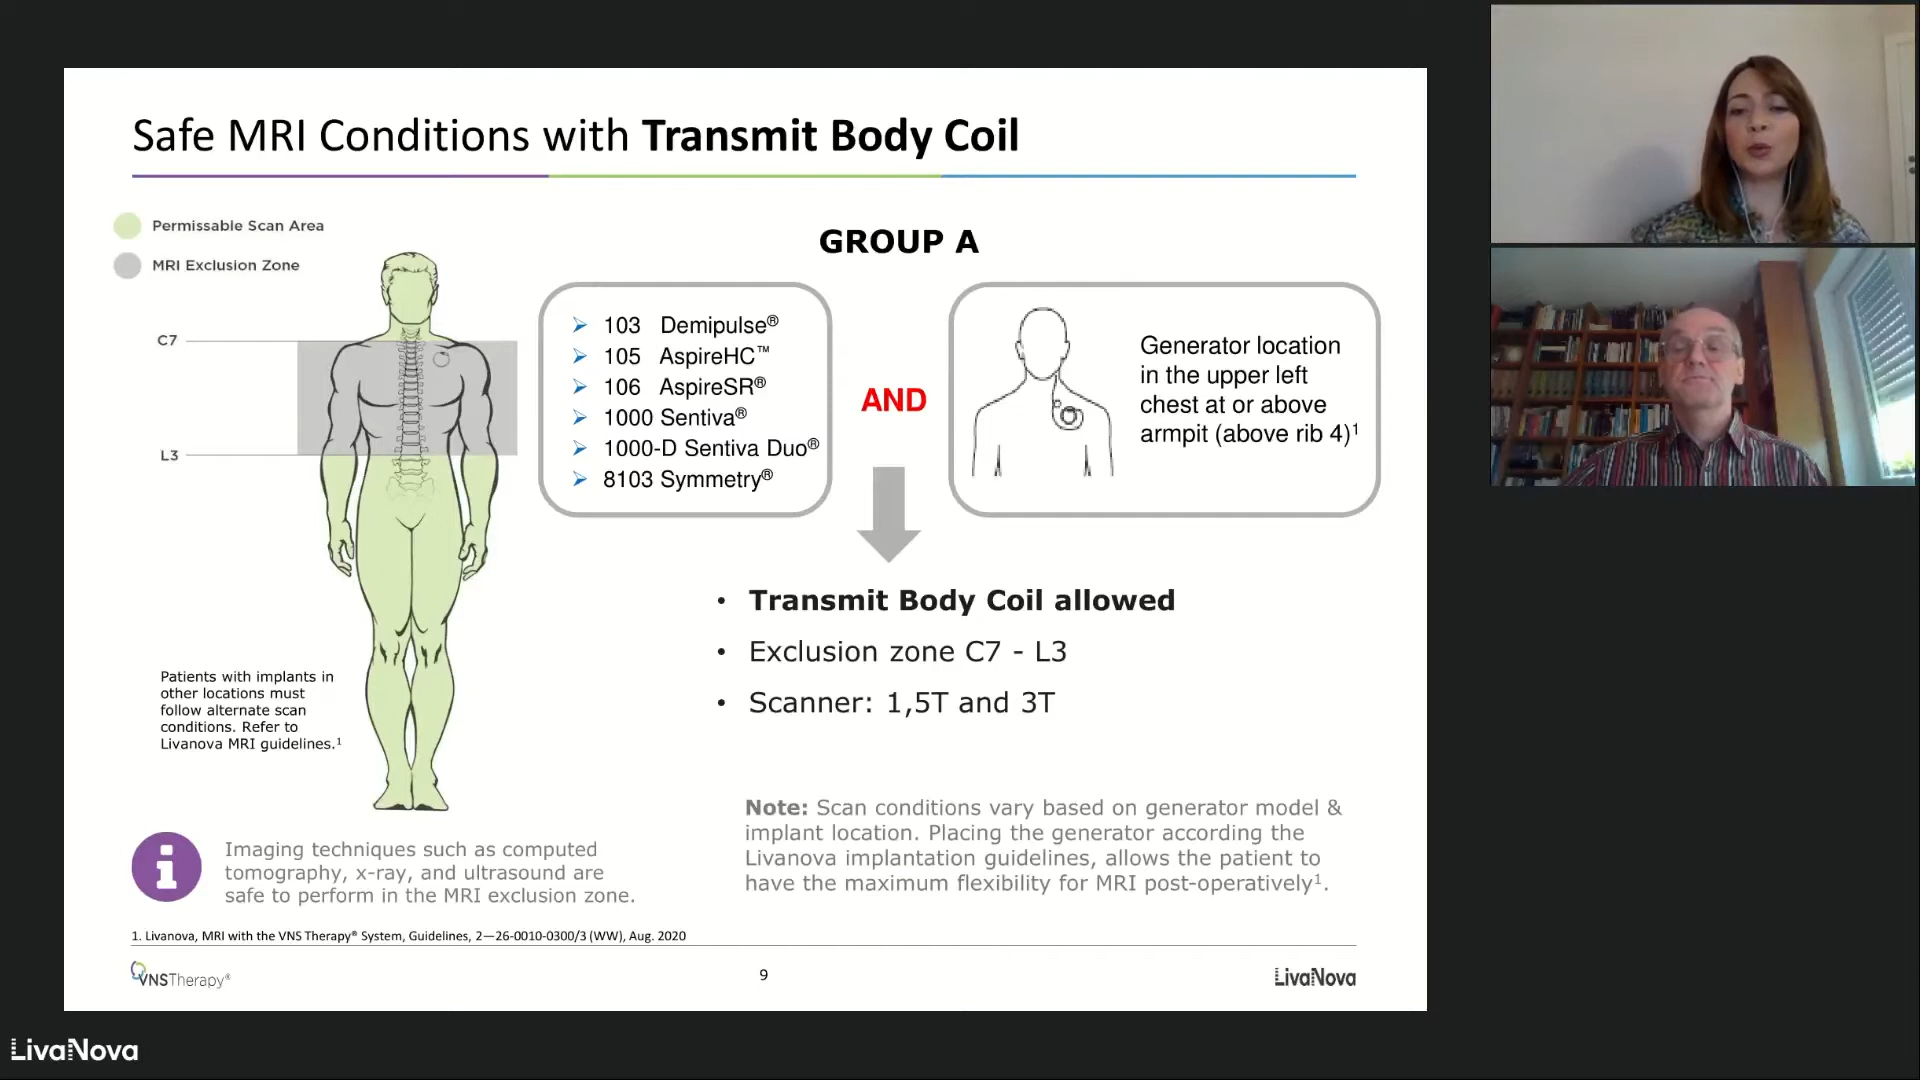 Safe MRI Conditions with Transmit Body Coil
Permissable Scan Area
MRI Exclusion Zone
C7
L3
Patients with implants in
other locations must
follow alternate scan
conditions. Refer to
Livanova MRI guidelines.¹
GROUP A
103 Demipulse®
105 AspireHC™
106 AspireSR®
1000 Sentiva®
1000-D Sentiva Duo®
8103 Symmetry®
AND
Generator location
in the upper left
chest at or above
armpit (above rib 4)¹
• Transmit Body Coil allowed
• Exclusion zone C7 - L3
• Scanner: 1,5T and 3T
Note: Scan conditions vary based on generator model &
implant location. Placing the generator according the
Livanova implantation guidelines, allows the patient to
have the maximum flexibility for MRI post-operatively¹.
i
Imaging techniques such as computed
tomography, x-ray, and ultrasound are
safe to perform in the MRI exclusion zone.
1. Livanova, MRI with the VNS Therapy® System, Guidelines, 2—26-0010-0300/3 (WW), Aug. 2020
VNSTherapy®
9
LivaNova
LivaNova